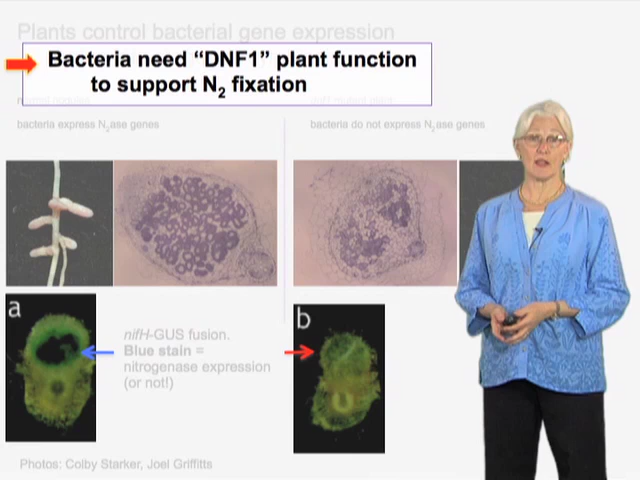 Plants control bacterial gene expression
Bacteria need “DNF1” plant function
to support N2 fixation
bacteria express N2ase genes
bacteria do not express N2ase genes
a
nifH-GUS fusion.
Blue stain =
nitrogenase expression
(or not!)
b
Photos: Colby Starker, Joel Griffitts